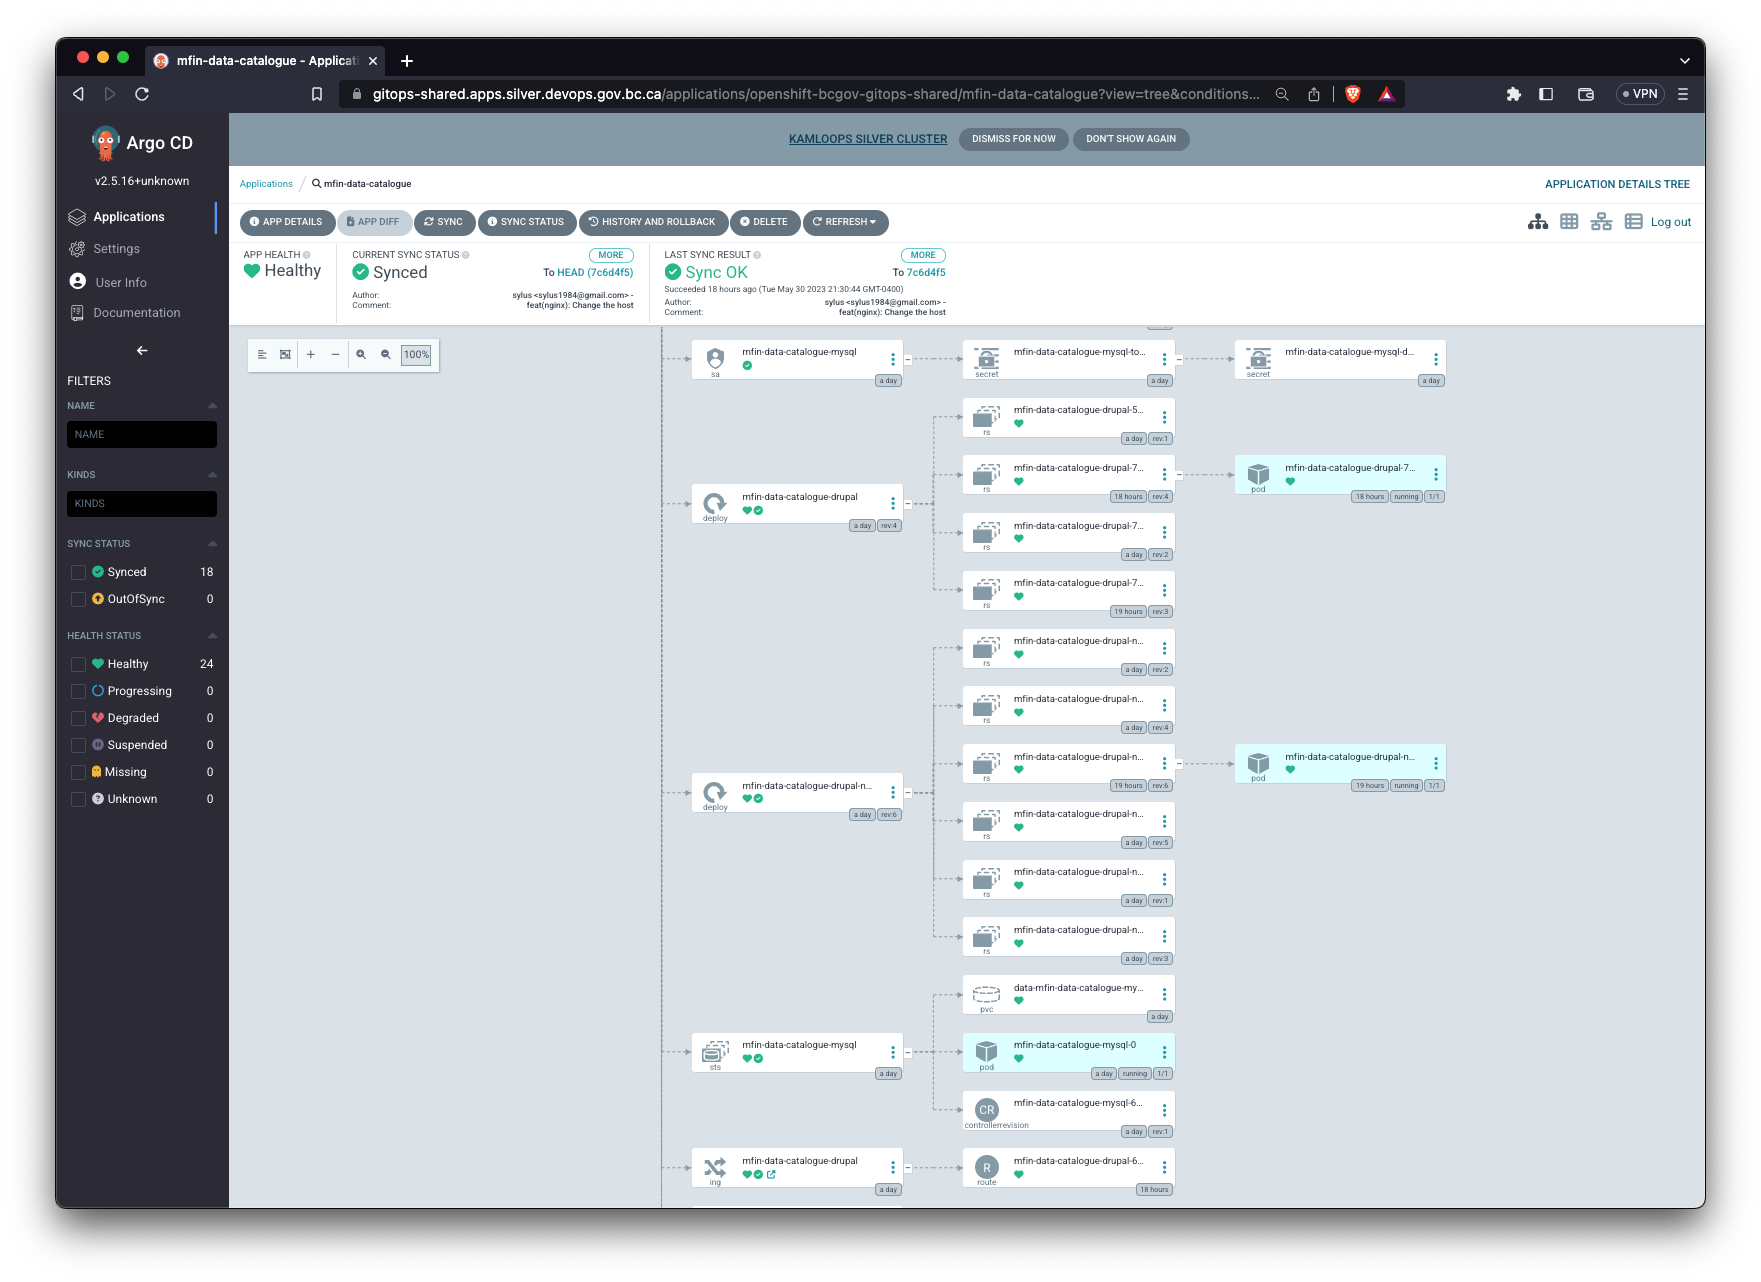 mfin-data-catalogue - Applicati
gitops-shared.apps.silver.devops.gov.bc.ca/applications/openshift-bcgov-gitops-shared/mfin-data-catalogue?view=tree&conditions...
VPN
Argo CD
v2.5.16+unknown
Applications
Settings
User Info
Documentation
FILTERS
NAME
NAME
KINDS
KINDS
SYNC STATUS
Synced 18
OutOfSync 0
HEALTH STATUS
Healthy 24
Progressing 0
Degraded 0
Suspended 0
Missing 0
Unknown 0
KAMLOOPS SILVER CLUSTER DISMISS FOR NOW DON'T SHOW AGAIN
Applications / mfin-data-catalogue APPLICATION DETAILS TREE
APP DETAILS APP DIFF SYNC SYNC STATUS HISTORY AND ROLLBACK DELETE REFRESH Log out
APP HEALTH
Healthy
CURRENT SYNC STATUS MORE
Synced To HEAD (7c6d4f5)
Author: sylus <sylus1984@gmail.com> -
Comment: feat(nginx): Change the host
LAST SYNC RESULT MORE
Sync OK To 7c6d4f5
Succeeded 18 hours ago (Tue May 30 2023 21:30:44 GMT-0400)
Author: sylus <sylus1984@gmail.com> -
Comment: feat(nginx): Change the host
100%
mfin-data-catalogue-mysql
sa
a day
mfin-data-catalogue-mysql-to...
secret
a day
mfin-data-catalogue-mysql-d...
secret
a day
mfin-data-catalogue-drupal
deploy
a day rev:4
mfin-data-catalogue-drupal-5...
rs
a day rev:1
mfin-data-catalogue-drupal-7...
rs
18 hours rev:4
mfin-data-catalogue-drupal-7...
pod
18 hours running 1/1
mfin-data-catalogue-drupal-7...
rs
a day rev:2
mfin-data-catalogue-drupal-7...
rs
19 hours rev:3
mfin-data-catalogue-drupal-n...
deploy
a day rev:6
mfin-data-catalogue-drupal-n...
rs
a day rev:2
mfin-data-catalogue-drupal-n...
rs
a day rev:4
mfin-data-catalogue-drupal-n...
rs
19 hours rev:6
mfin-data-catalogue-drupal-n...
pod
19 hours running 1/1
mfin-data-catalogue-drupal-n...
rs
a day rev:5
mfin-data-catalogue-drupal-n...
rs
a day rev:1
mfin-data-catalogue-drupal-n...
rs
a day rev:3
mfin-data-catalogue-mysql
sts
a day
data-mfin-data-catalogue-my...
pvc
a day
mfin-data-catalogue-mysql-0
pod
a day running 1/1
mfin-data-catalogue-mysql-6...
CR
controllerrevision
a day rev:1
mfin-data-catalogue-drupal
ing
a day
mfin-data-catalogue-drupal-6...
R
route
18 hours